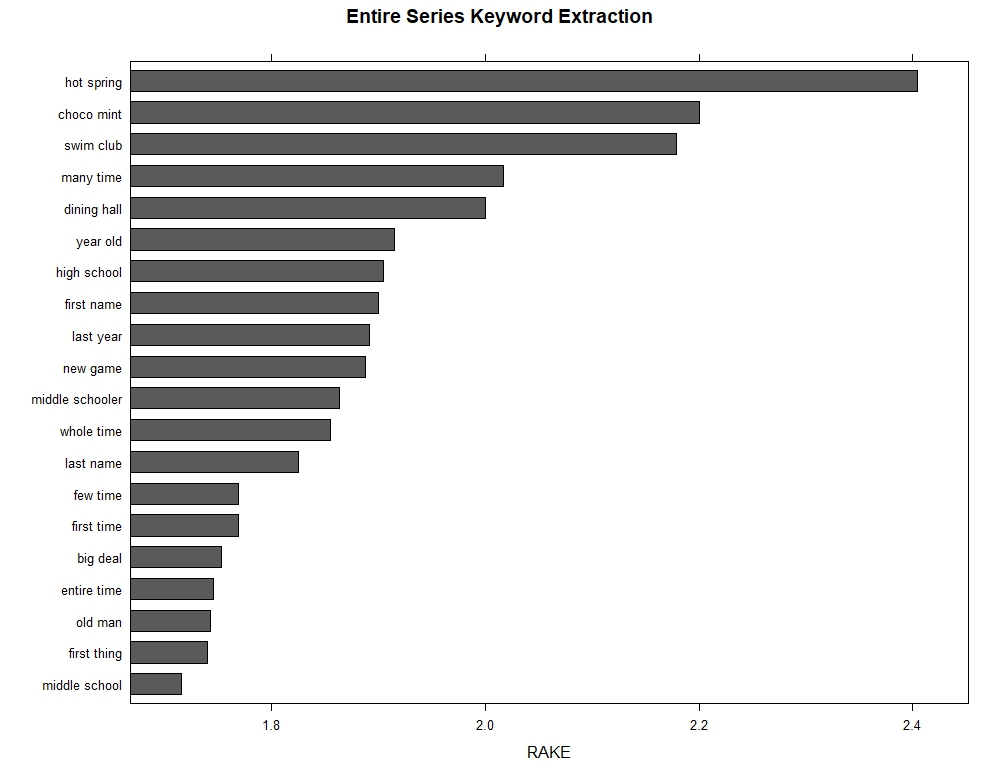 Entire Series Keyword Extraction
hot spring
choco mint
swim club
many time
dining hall
year old
high school
first name
last year
new game
middle schooler
whole time
last name
few time
first time
big deal
entire time
old man
first thing
middle school
1.8 2.0 2.2 2.4
RAKE